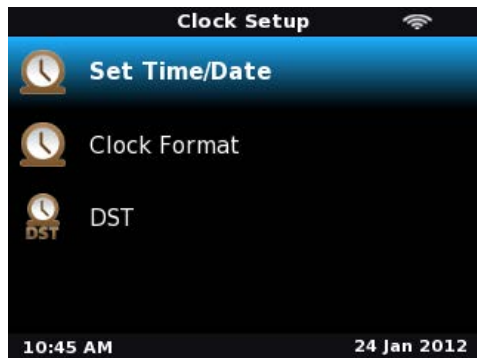 Clock Setup
Set Time/Date
Clock Format
DST
DST
10:45 AM 24 Jan 2012